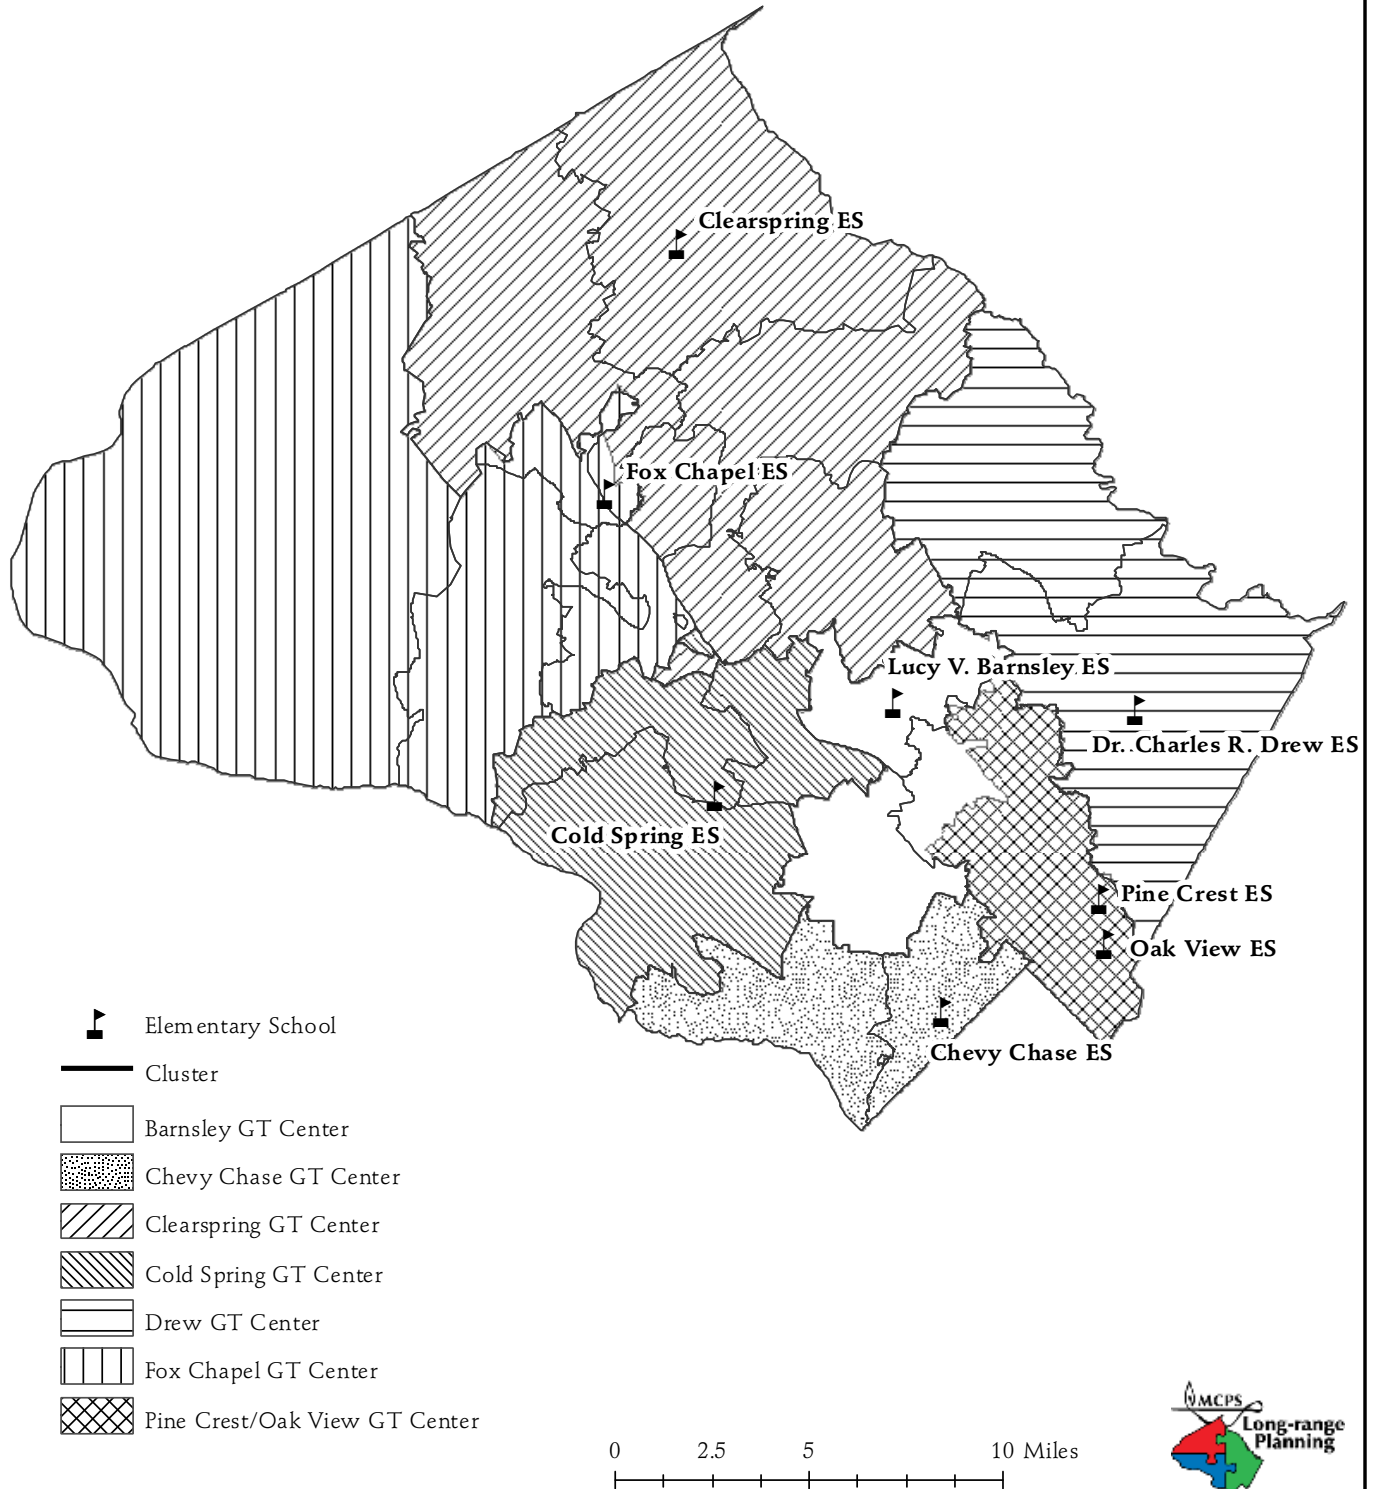 Clearspring ES
Fox Chapel ES
Lucy V. Barnsley ES
Dr. Charles R. Drew ES
Cold Spring ES
Pine Crest ES
Oak View ES
Chevy Chase ES
Elementary School
Cluster
Barnsley GT Center
Chevy Chase GT Center
Clearspring GT Center
Cold Spring GT Center
Drew GT Center
Fox Chapel GT Center
Pine Crest/Oak View GT Center
0 2.5 5 10 Miles
MCPS
Long-range
Planning